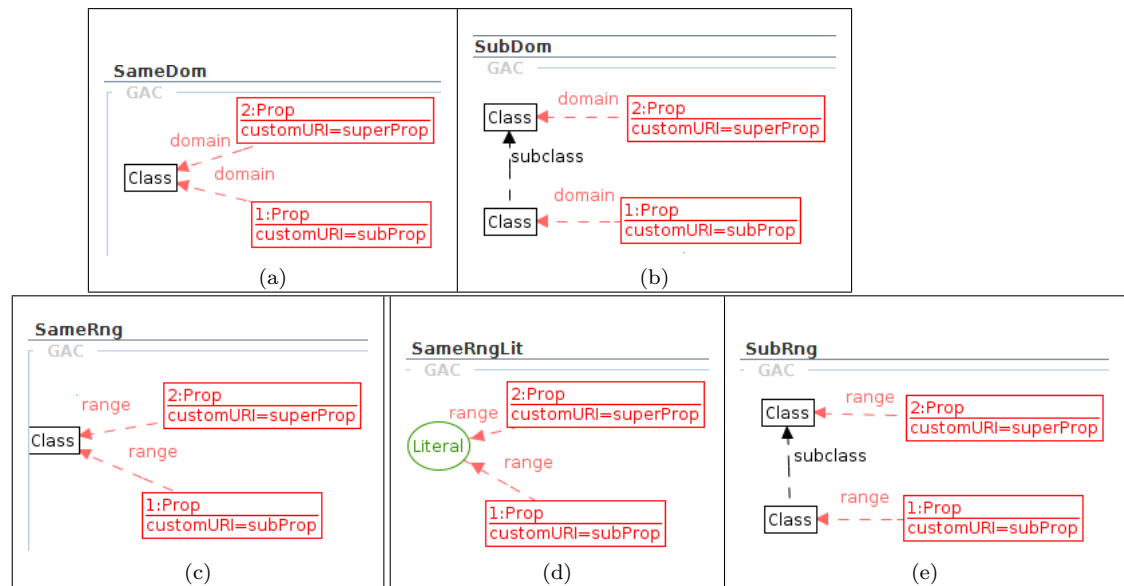 SameDom
GAC
2:Prop
customURI=superProp
domain
Class
domain
1:Prop
customURI=subProp
(a)
SubDom
GAC
Class
domain
2:Prop
customURI=superProp
subclass
Class
domain
1:Prop
customURI=subProp
(b)
SameRng
GAC
2:Prop
customURI=superProp
range
Class
range
1:Prop
customURI=subProp
(c)
SameRngLit
GAC
2:Prop
customURI=superProp
range
Literal
range
1:Prop
customURI=subProp
(d)
SubRng
GAC
Class
range
2:Prop
customURI=superProp
subclass
Class
range
1:Prop
customURI=subProp
(e)